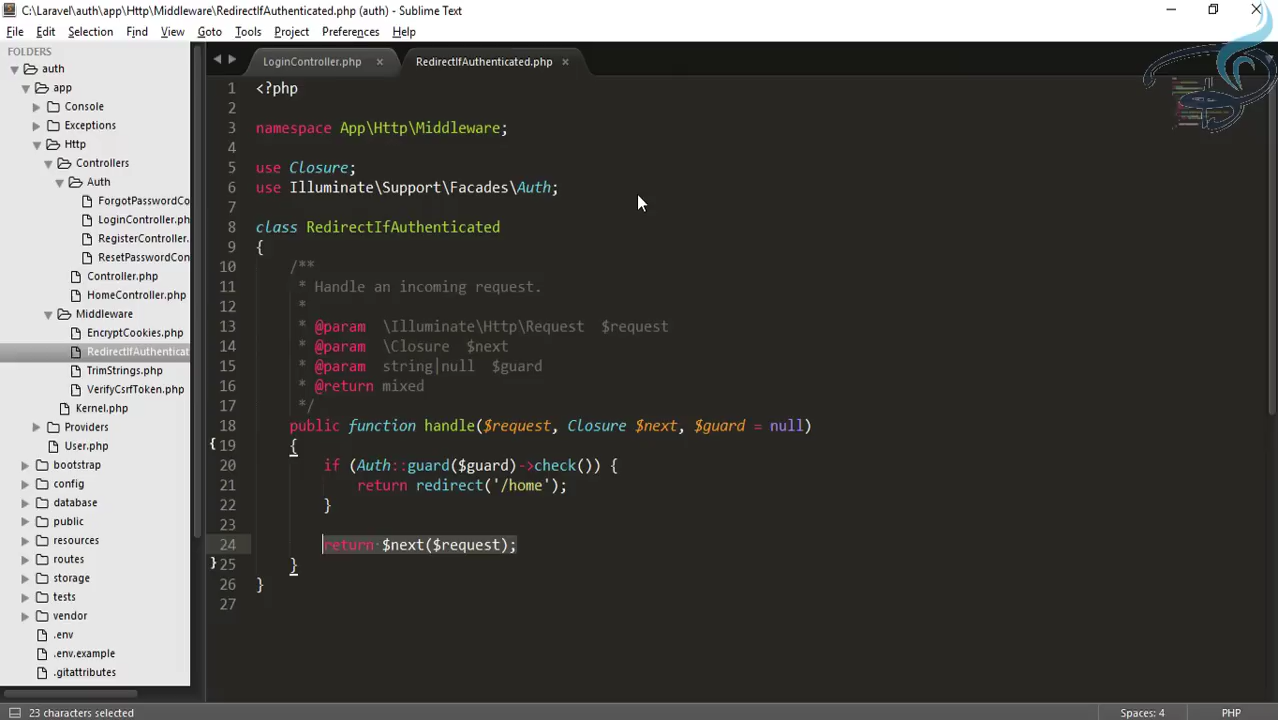 C:\Laravel\auth\app\Http\Middleware\RedirectIfAuthenticated.php (auth) - Sublime Text
File Edit Selection Find View Goto Tools Project Preferences Help
FOLDERS
auth
app
Console
Exceptions
Http
Controllers
Auth
ForgotPasswordCo
LoginController.ph
RegisterController.
ResetPasswordCon
Controller.php
HomeController.php
Middleware
EncryptCookies.php
RedirectIfAuthenticat
TrimStrings.php
VerifyCsrfToken.php
Kernel.php
Providers
User.php
bootstrap
config
database
public
resources
routes
storage
tests
vendor
.env
.env.example
.gitattributes
LoginController.php × RedirectIfAuthenticated.php ×
1 <?php
2
3 namespace App\Http\Middleware;
4
5 use Closure;
6 use Illuminate\Support\Facades\Auth;
7
8 class RedirectIfAuthenticated
9 {
10 /**
11 * Handle an incoming request.
12 *
13 * @param \Illuminate\Http\Request $request
14 * @param \Closure $next
15 * @param string|null $guard
16 * @return mixed
17 */
18 public function handle($request, Closure $next, $guard = null)
19 {
20 if (Auth::guard($guard)->check()) {
21 return redirect('/home');
22 }
23
24 return $next($request);
25 }
26 }
27
23 characters selected Spaces: 4 PHP